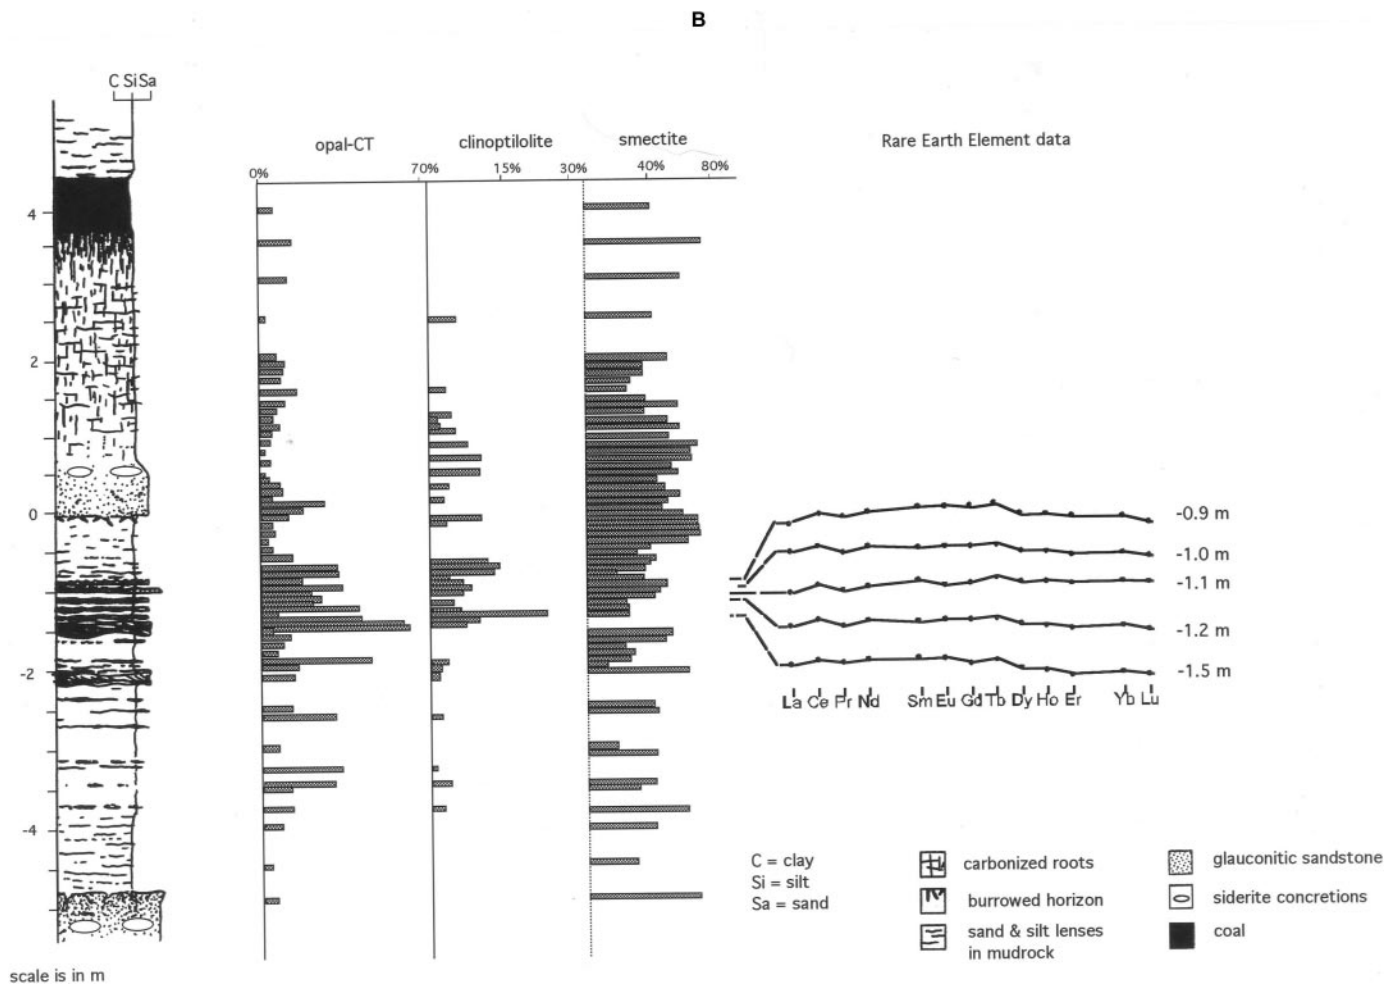 B
C SiSa
opal-CT
clinoptilolite
smectite
Rare Earth Element data
0%
70%
15%
30%
40%
80%
4
2
0
-2
-4
-0.9 m
-1.0 m
-1.1 m
-1.2 m
-1.5 m
La Ce Pr Nd Sm Eu Gd Tb Dy Ho Er Yb Lu
C = clay
Si = silt
Sa = sand
carbonized roots
burrowed horizon
sand & silt lenses
in mudrock
glauconitic sandstone
siderite concretions
coal
scale is in m